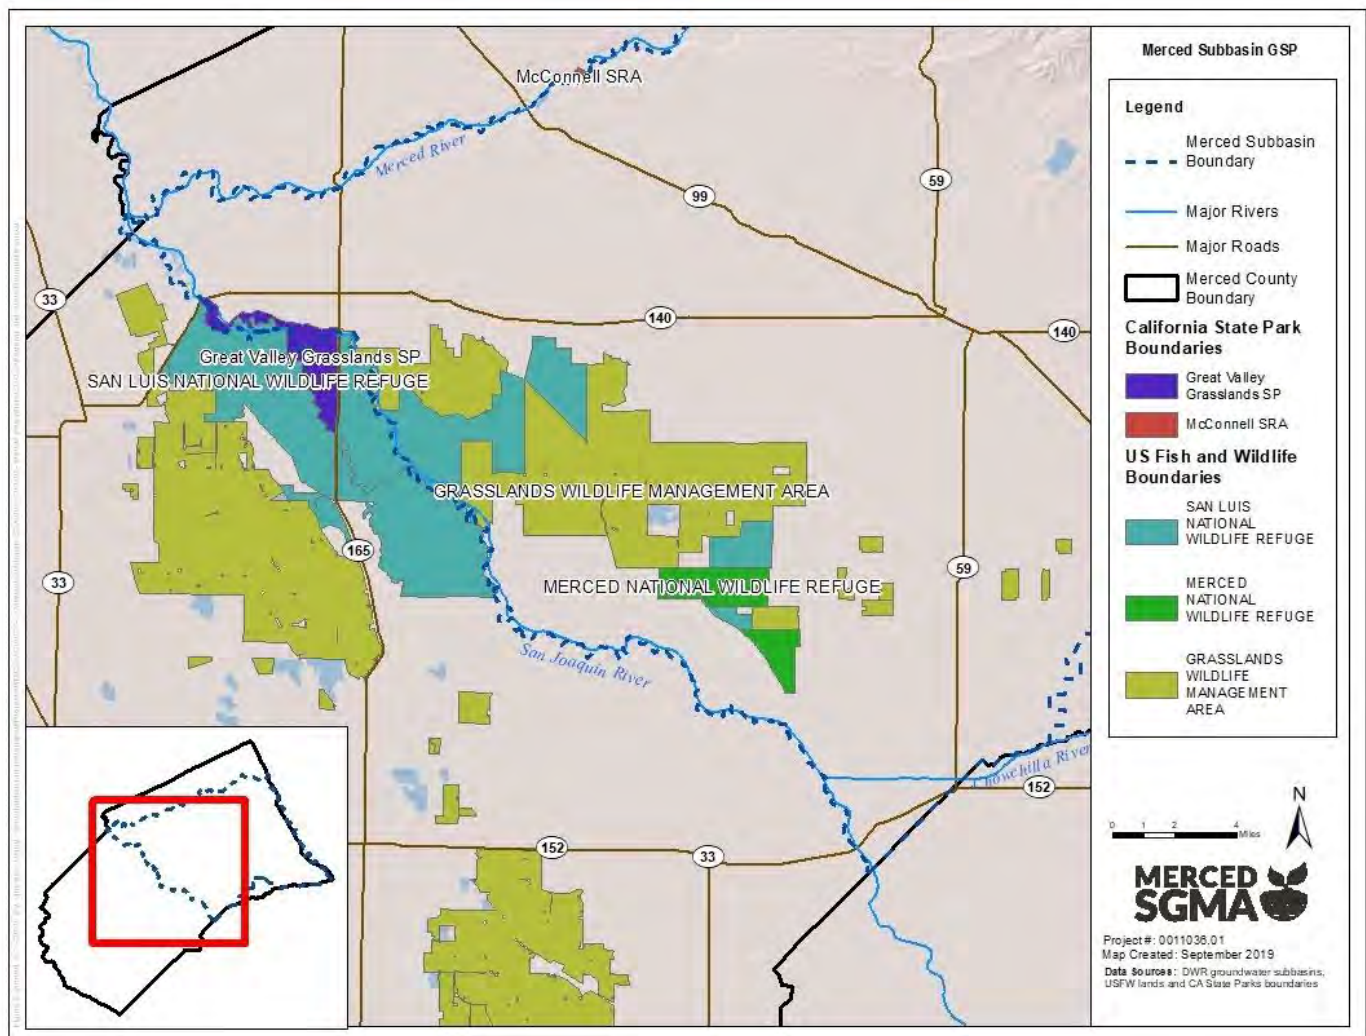 Merced Subbasin GSP
Legend
Merced Subbasin
Boundary
Major Rivers
Major Roads
Merced County
Boundary
California State Park
Boundaries
Great Valley
Grasslands SP
McConnell SRA
US Fish and Wildlife
Boundaries
SAN LUIS
NATIONAL
WILDLIFE REFUGE
MERCED
NATIONAL
WILDLIFE REFUGE
GRASSLANDS
WILDLIFE
MANAGEMENT
AREA
McConnell SRA
Merced River
99
59
33
140
140
Great Valley Grasslands SP
SAN LUIS NATIONAL WILDLIFE REFUGE
GRASSLANDS WILDLIFE MANAGEMENT AREA
165
33
59
MERCED NATIONAL WILDLIFE REFUGE
San Joaquin River
Chowchilla River
152
152
33
N
0 1 2 4
Miles
MERCED
SGMA
Project#: 0011036.01
Map Created: September 2019
Data Sources: DWR groundwater subbasins,
USFW lands and CA State Parks boundaries